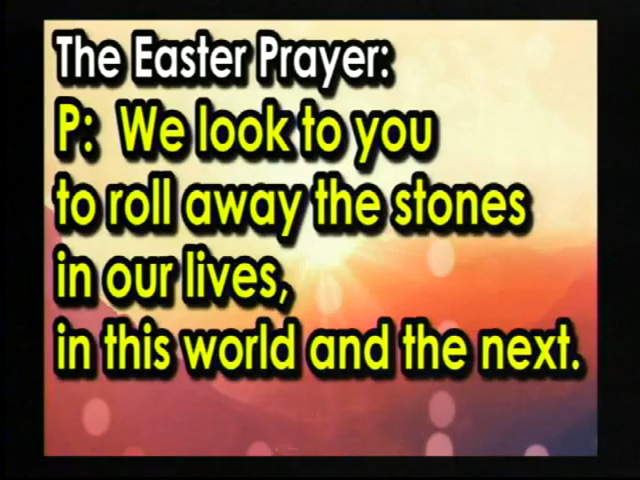 The Easter Prayer:
P: We look to you
to roll away the stones
in our lives,
in this world and the next.